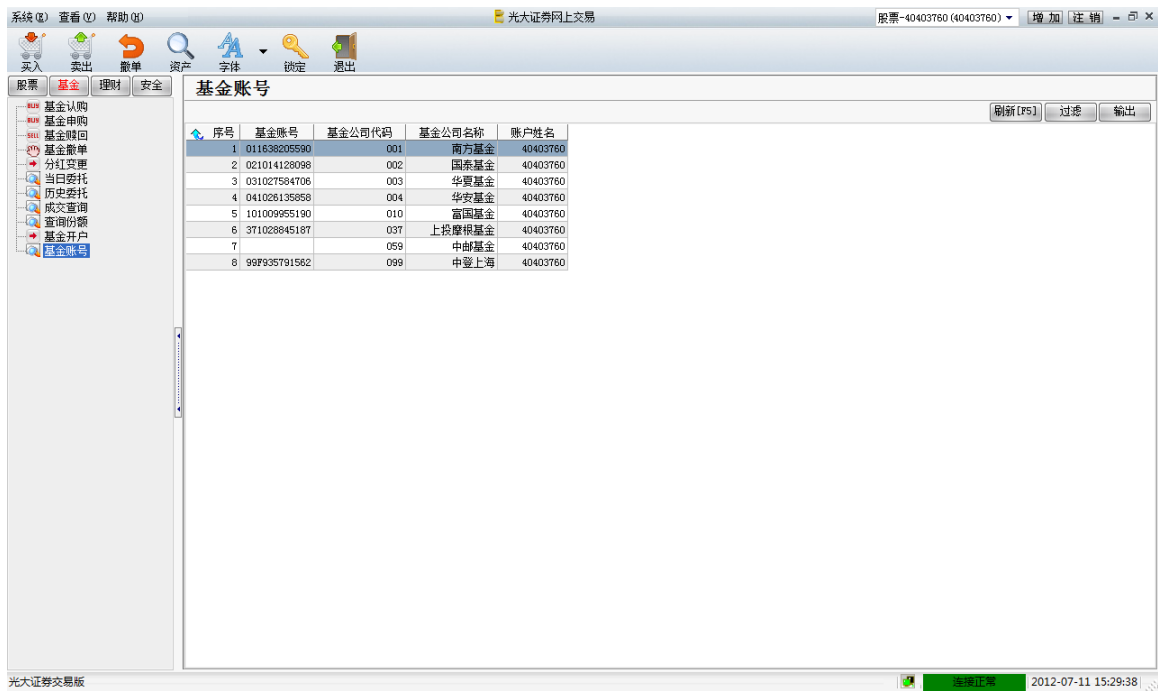 系统(E) 查看(V) 帮助(H) 光大证券网上交易 股票-40403760(40403760) 增 加 注 销
买入 卖出 撤单 资产 字体 锁定 退出
股票 基金 理财 安全
基金账号
刷新[F5] 过滤 输出
BUY 基金认购
BUY 基金申购
SELL 基金赎回
基金撤单
分红变更
当日委托
历史委托
成交查询
查询份额
基金开户
基金账号
序号 基金账号 基金公司代码 基金公司名称 账户姓名
1 011638205590 001 南方基金 40403760
2 021014128098 002 国泰基金 40403760
3 031027584706 003 华夏基金 40403760
4 041026135858 004 华安基金 40403760
5 101009955190 010 富国基金 40403760
6 371028845187 037 上投摩根基金 40403760
7 059 中邮基金 40403760
8 99F935791562 099 中登上海 40403760
光大证券交易版 连接正常 2012-07-11 15:29:38